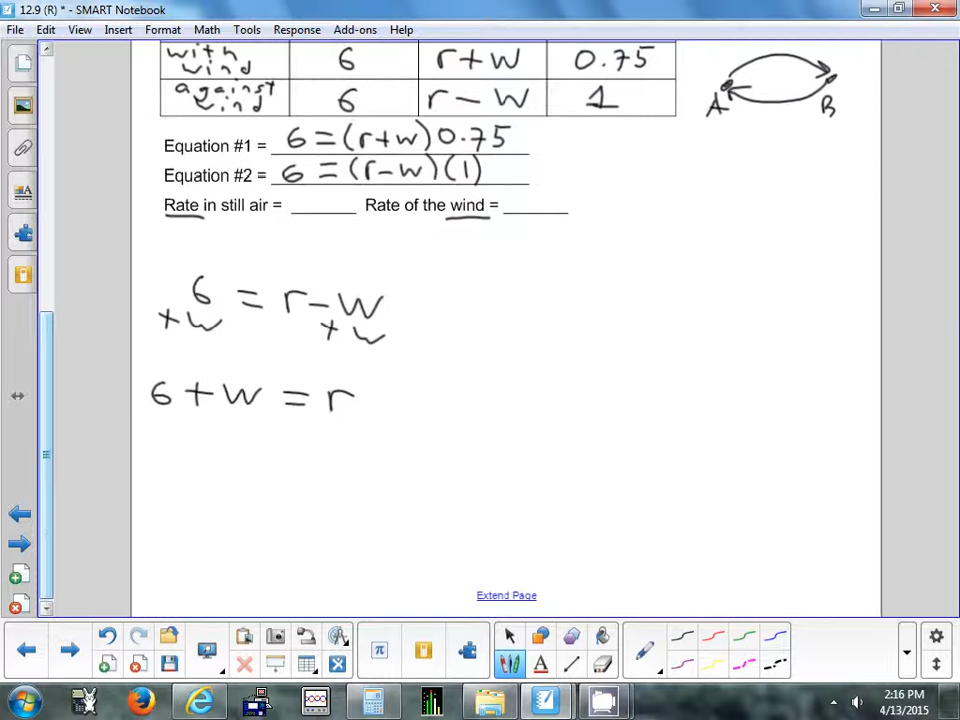 12.9 (R) * - SMART Notebook
File Edit View Insert Format Math Tools Response Add-ons Help
with wind 6 r+w 0.75
against wind 6 r-w 1
A B
Equation #1 = 6=(r+w)0.75
Equation #2 = 6=(r-w)(1)
Rate in still air = ________ Rate of the wind = ________
6 = r-w
+w +w
6+w = r
Extend Page
π A
2:16 PM
4/13/2015